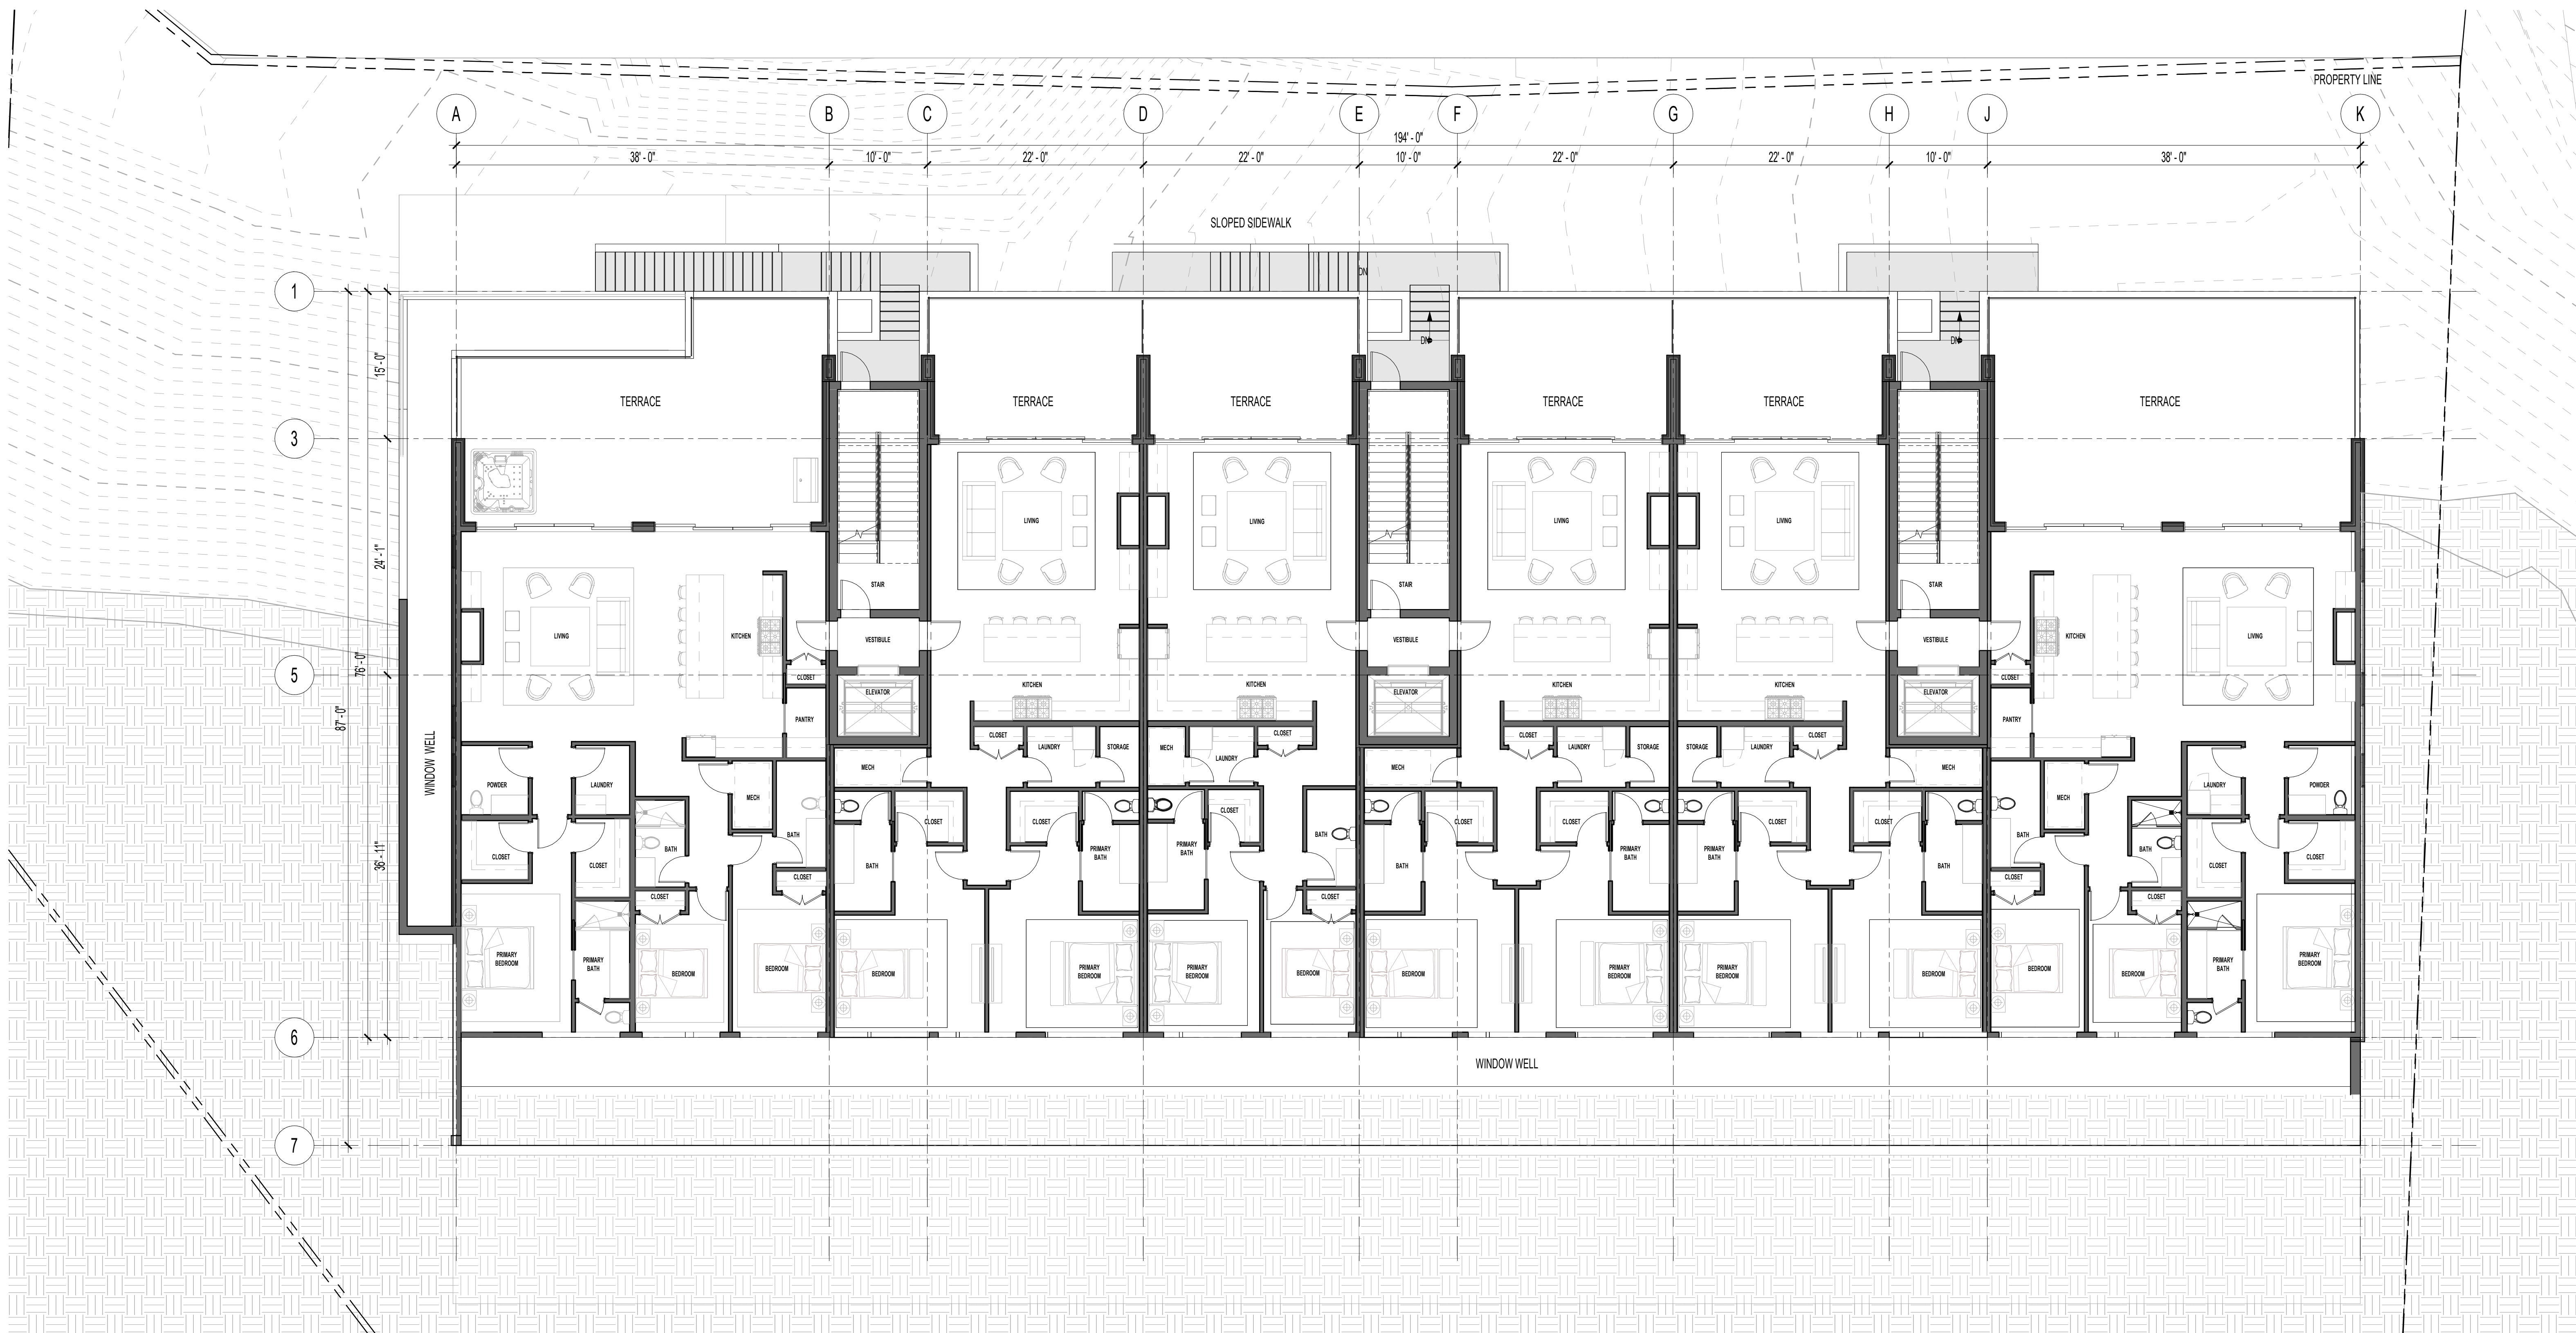 PROPERTY LINE
A
B
C
D
E
F
G
H
J
K
194' - 0"
38' - 0"
10' - 0"
22' - 0"
22' - 0"
10' - 0"
22' - 0"
22' - 0"
10' - 0"
38' - 0"
SLOPED SIDEWALK
DN
1
DN
DN
15' - 0"
TERRACE
TERRACE
TERRACE
TERRACE
TERRACE
TERRACE
3
LIVING
LIVING
LIVING
LIVING
24' - 1"
STAIR
STAIR
STAIR
LIVING
KITCHEN
VESTIBULE
VESTIBULE
VESTIBULE
KITCHEN
LIVING
76' - 0"
5
CLOSET
KITCHEN
KITCHEN
KITCHEN
KITCHEN
CLOSET
ELEVATOR
ELEVATOR
ELEVATOR
87' - 0"
PANTRY
PANTRY
WINDOW WELL
CLOSET
LAUNDRY
STORAGE
MECH
LAUNDRY
CLOSET
CLOSET
LAUNDRY
STORAGE
STORAGE
LAUNDRY
CLOSET
MECH
MECH
MECH
POWDER
LAUNDRY
MECH
MECH
LAUNDRY
POWDER
CLOSET
CLOSET
CLOSET
CLOSET
CLOSET
CLOSET
CLOSET
BATH
BATH
BATH
BATH
PRIMARY
BATH
PRIMARY
BATH
PRIMARY
BATH
PRIMARY
BATH
BATH
BATH
36' - 11"
CLOSET
CLOSET
BATH
BATH
CLOSET
CLOSET
CLOSET
CLOSET
CLOSET
CLOSET
CLOSET
PRIMARY
BEDROOM
PRIMARY
BATH
BEDROOM
BEDROOM
BEDROOM
PRIMARY
BEDROOM
PRIMARY
BEDROOM
BEDROOM
BEDROOM
PRIMARY
BEDROOM
PRIMARY
BEDROOM
BEDROOM
BEDROOM
BEDROOM
PRIMARY
BATH
PRIMARY
BEDROOM
6
WINDOW WELL
7